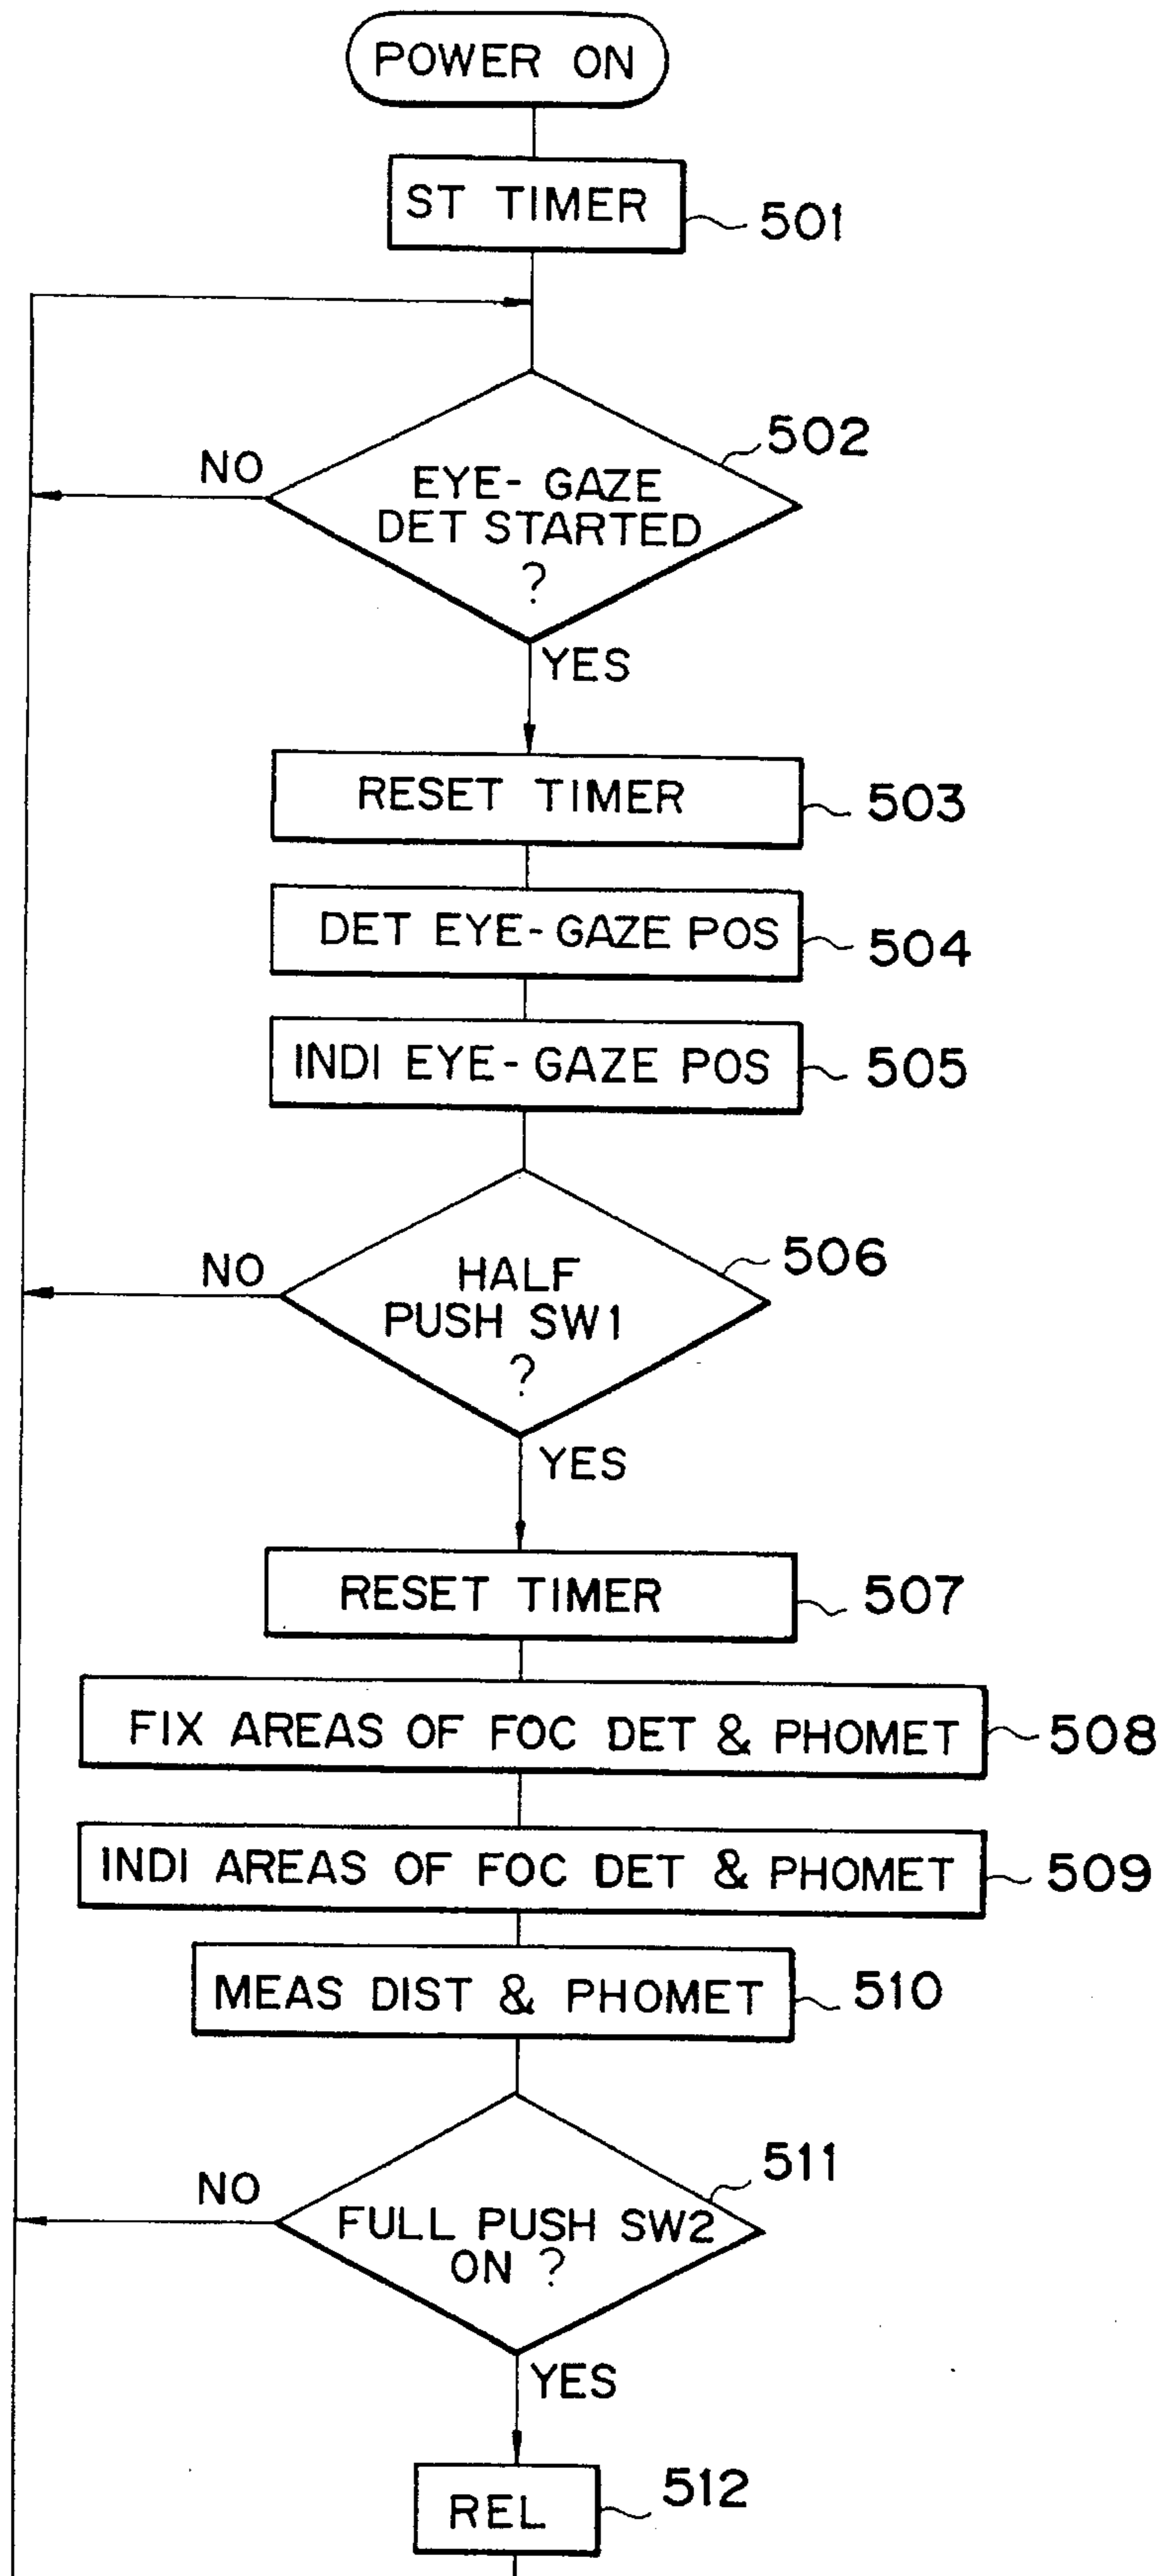 POWER ON
ST TIMER
501
502
NO
EYE- GAZE
DET STARTED
?
YES
RESET TIMER
503
DET EYE-GAZE POS
504
INDI EYE-GAZE POS
505
506
NO
HALF
PUSH SW1
?
YES
RESET TIMER
507
FIX AREAS OF FOC DET & PHOMET
508
INDI AREAS OF FOC DET & PHOMET
509
MEAS DIST & PHOMET
510
511
NO
FULL PUSH SW2
ON ?
YES
REL
512